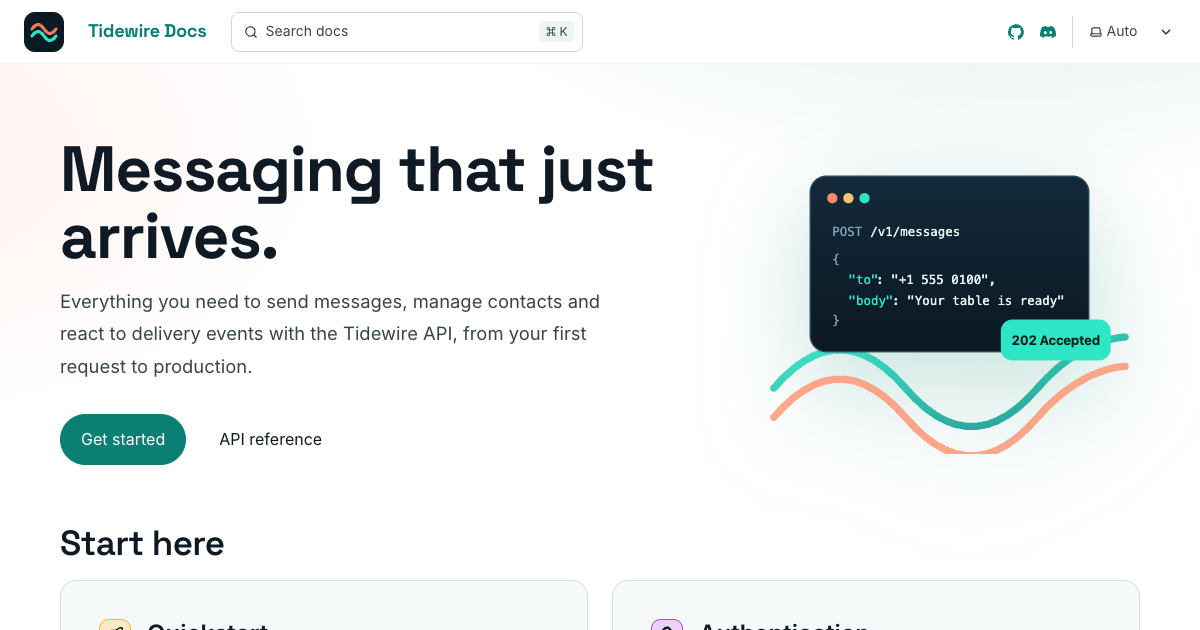 Tidewire Docs
Search docs
⌘ K
Auto
Messaging that just
arrives.
Everything you need to send messages, manage contacts and
react to delivery events with the Tidewire API, from your first
request to production.
Get started
API reference
POST /v1/messages
{
"to": "+1 555 0100",
"body": "Your table is ready"
}
202 Accepted
Start here
Quickstart
Authentication